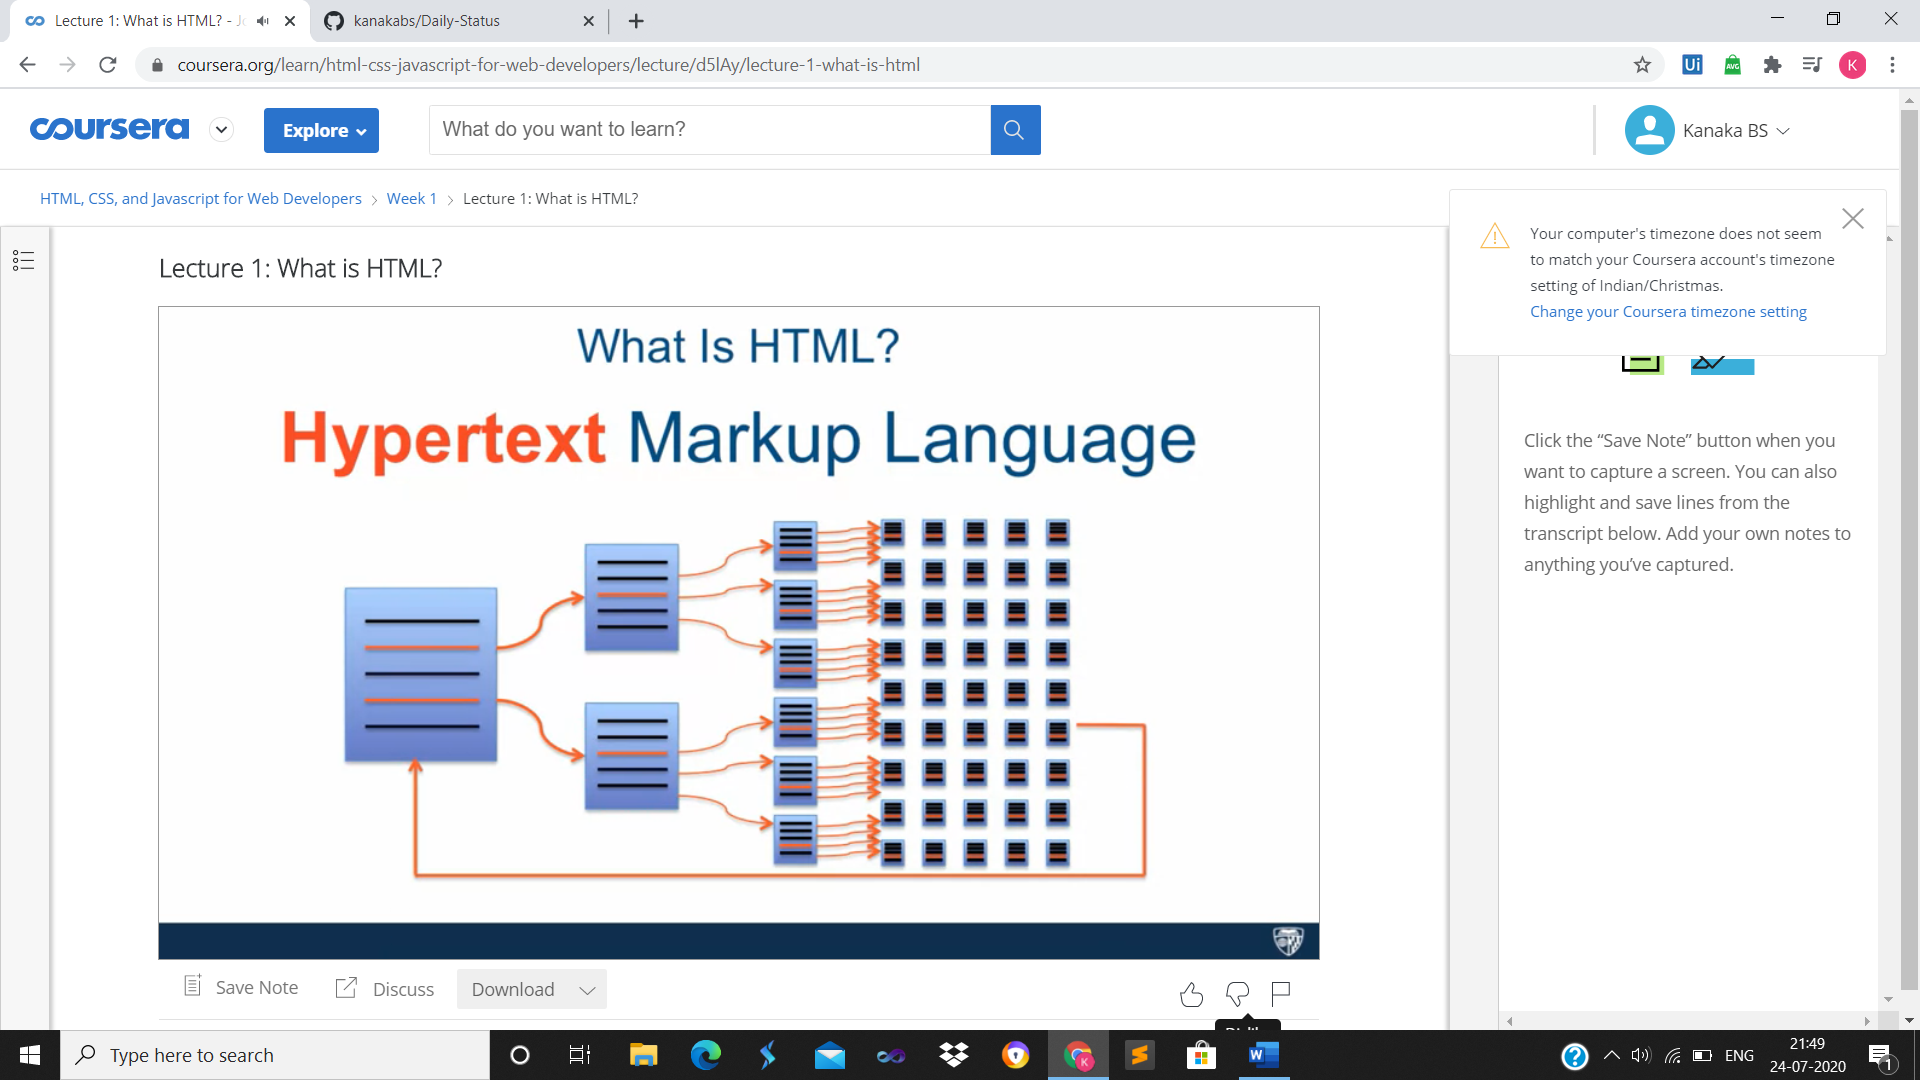 Lecture 1: What is HTML? - Jo
kanakabs/Daily-Status
coursera.org/learn/html-css-javascript-for-web-developers/lecture/d5lAy/lecture-1-what-is-html
Ui
AVG
K
coursera
Explore
What do you want to learn?
Kanaka BS
HTML, CSS, and Javascript for Web Developers
Week 1
Lecture 1: What is HTML?
Your computer's timezone does not seem
to match your Coursera account's timezone
setting of Indian/Christmas.
Change your Coursera timezone setting
Lecture 1: What is HTML?
What Is HTML?
Hypertext Markup Language
Click the “Save Note” button when you
want to capture a screen. You can also
highlight and save lines from the
transcript below. Add your own notes to
anything you’ve captured.
Save Note
Discuss
Download
Type here to search
K
W
ENG
21:49
24-07-2020
1